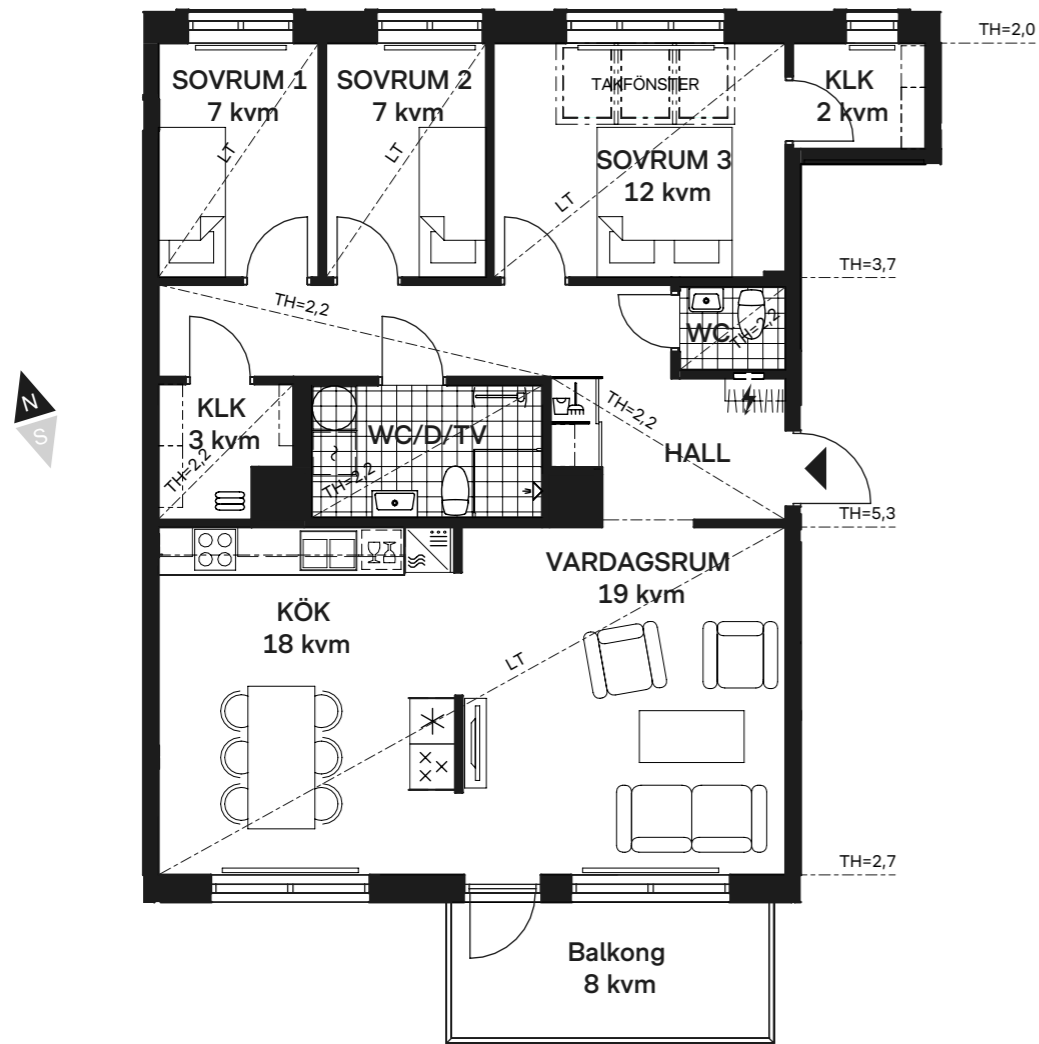 TH=2,0
SOVRUM 1
7 kvm
SOVRUM 2
7 kvm
TAKFÖNSTER
KLK
2 kvm
LT
LT
SOVRUM 3
12 kvm
LT
TH=3,7
TH=2,2
WC
TH=2,2
N
S
KLK
3 kvm
TH=2,2
WC/D/TV
TH=2,2
TH=2,2
HALL
TH=5,3
VARDAGSRUM
19 kvm
KÖK
18 kvm
LT
TH=2,7
Balkong
8 kvm